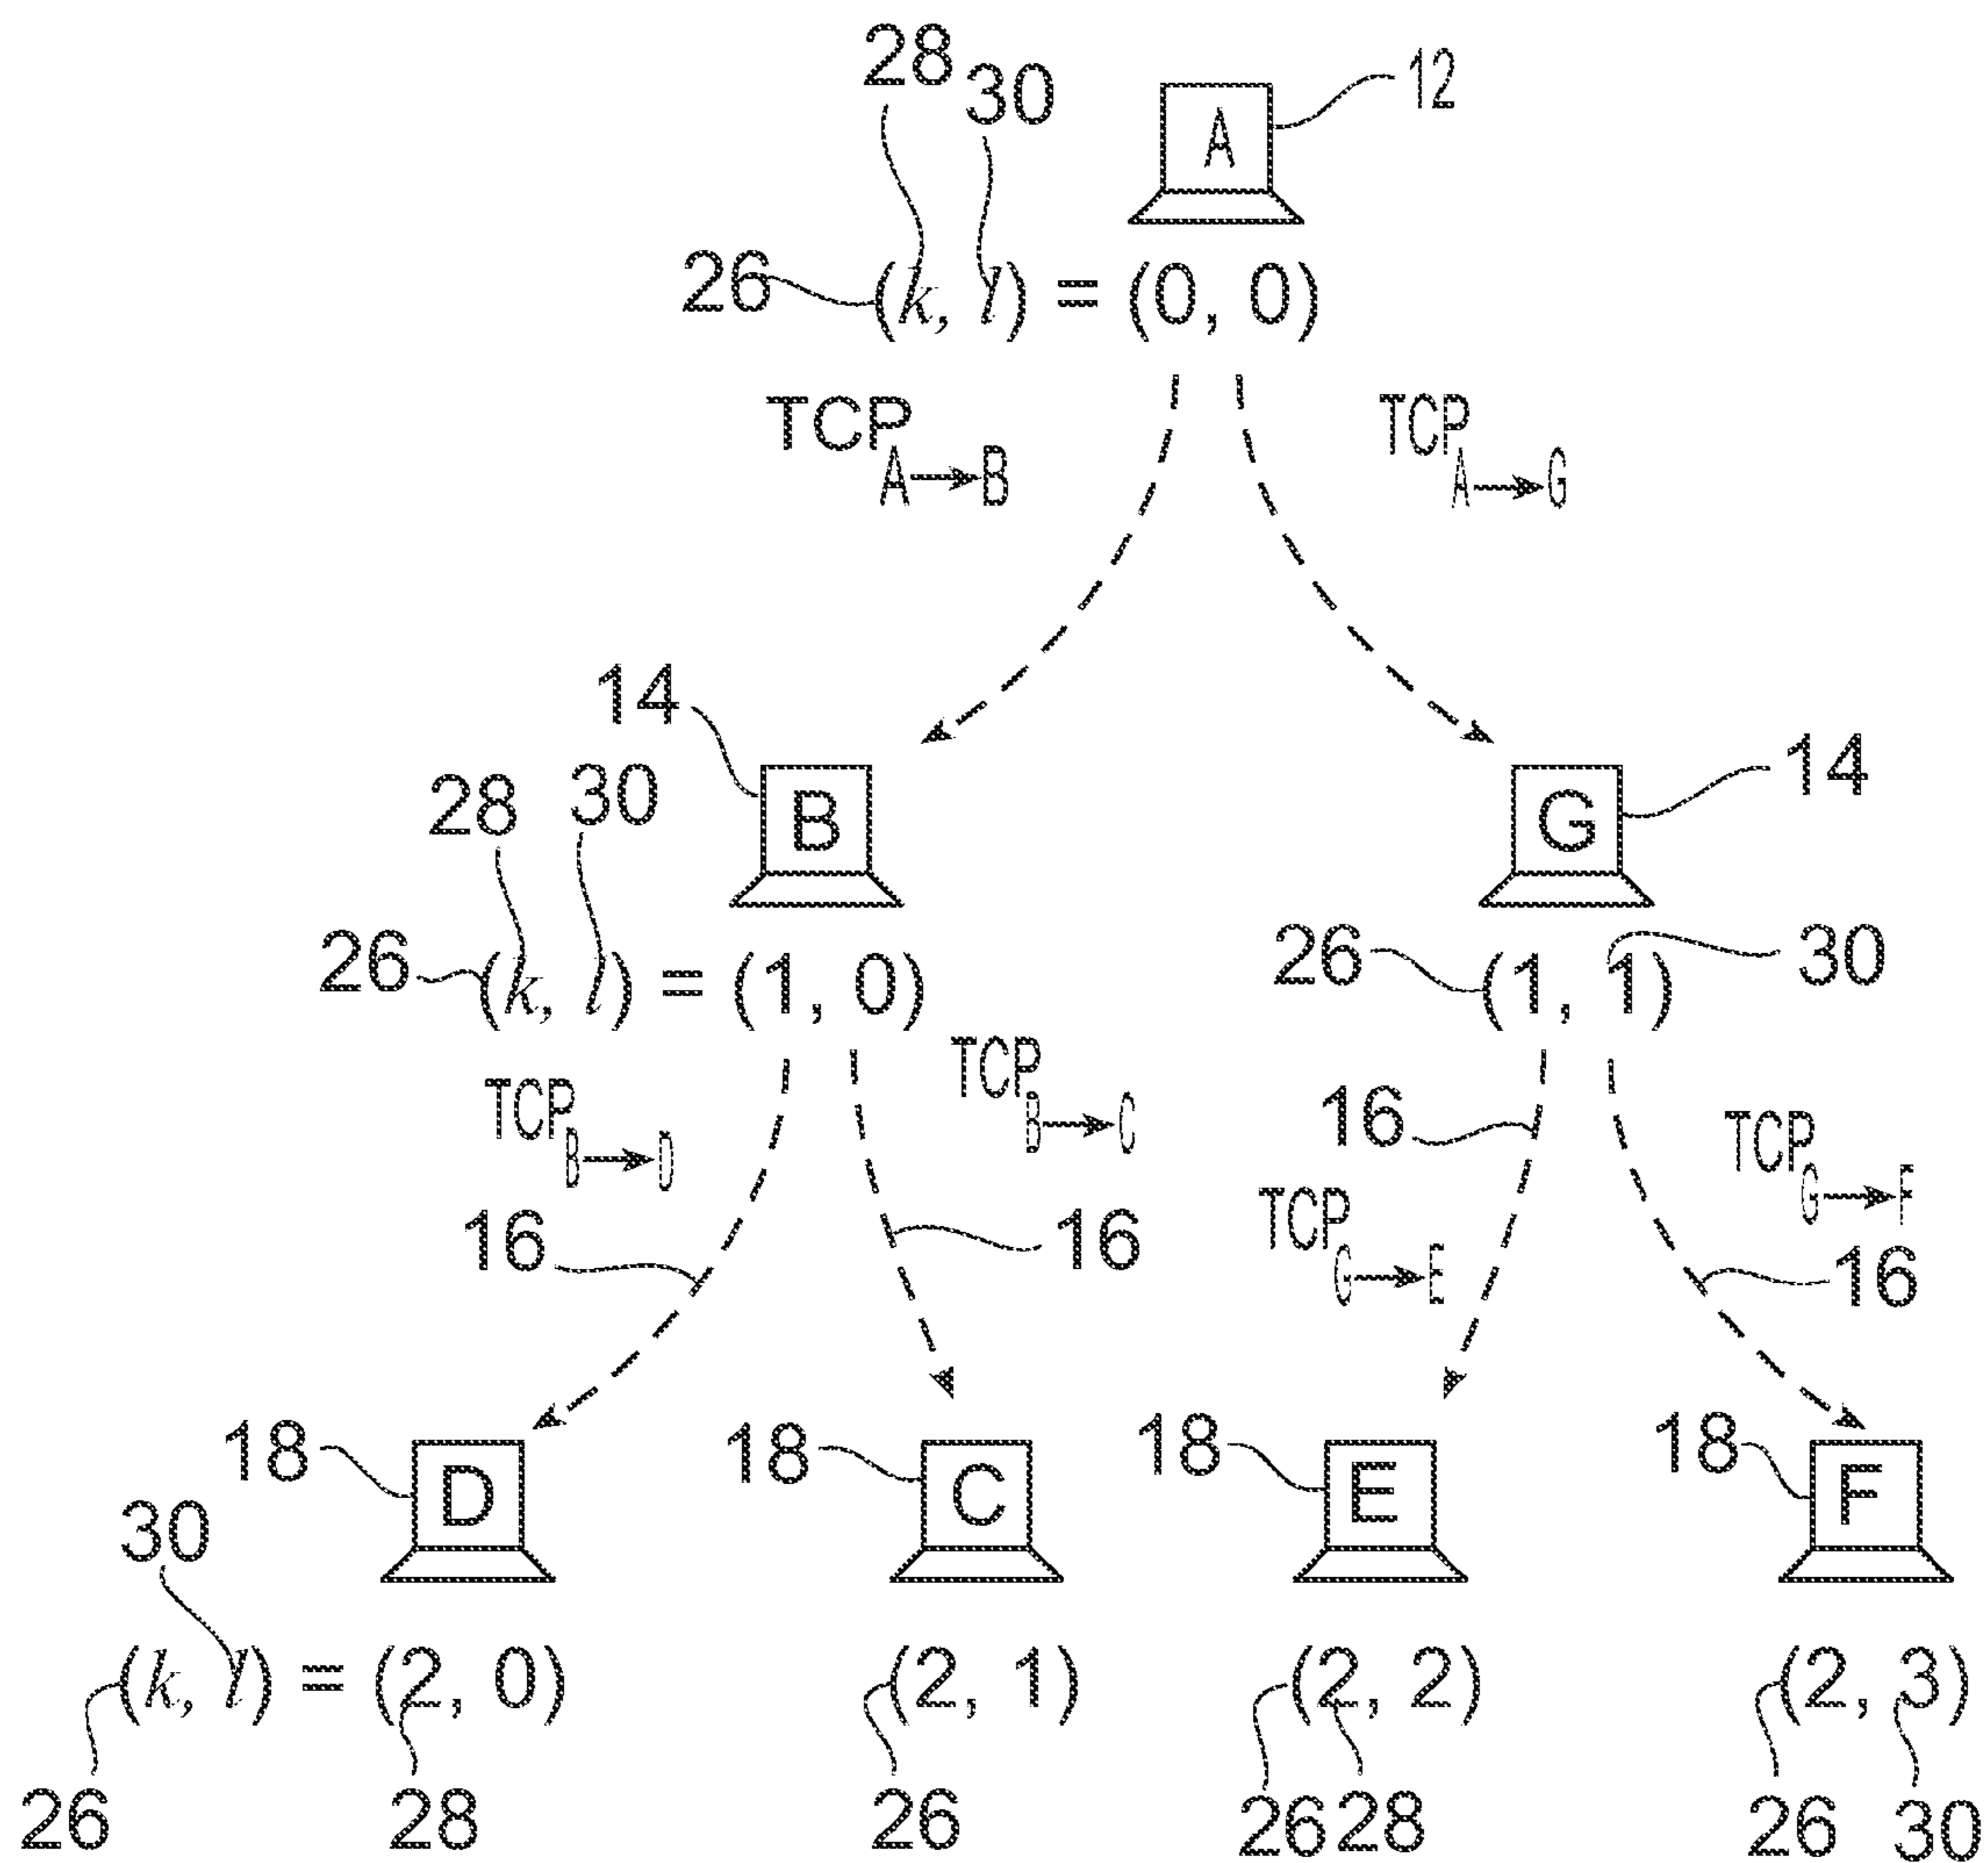 28
30
12
A
26 (k, l) = (0, 0)
TCP A→B
TCP A→G
14
14
28 30
B
G
26 (k, l) = (1, 0)
26 (1, 1) 30
TCP B→D
TCP B→C
16
TCP G→F
16
16
TCP G→E
16
18 D
18 C
18 E
18 F
30
(k, l) = (2, 0)
(2, 1)
(2, 2)
(2, 3)
26 28 26 26 28 26 30